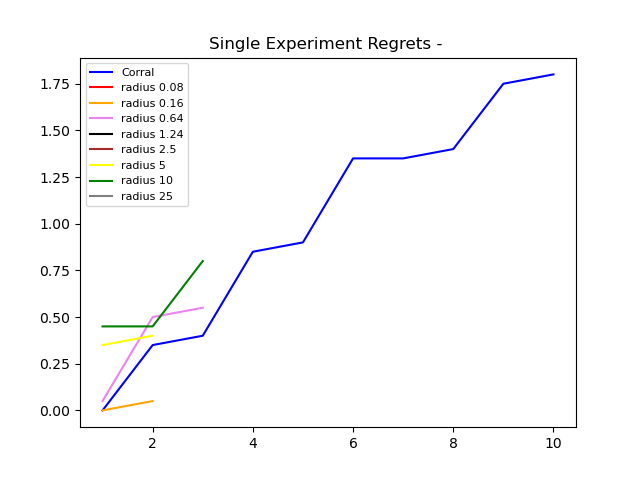 Single Experiment Regrets -
Corral
radius 0.08
radius 0.16
radius 0.64
radius 1.24
radius 2.5
radius 5
radius 10
radius 25
1.75
1.50
1.25
1.00
0.75
0.50
0.25
0.00
2 4 6 8 10